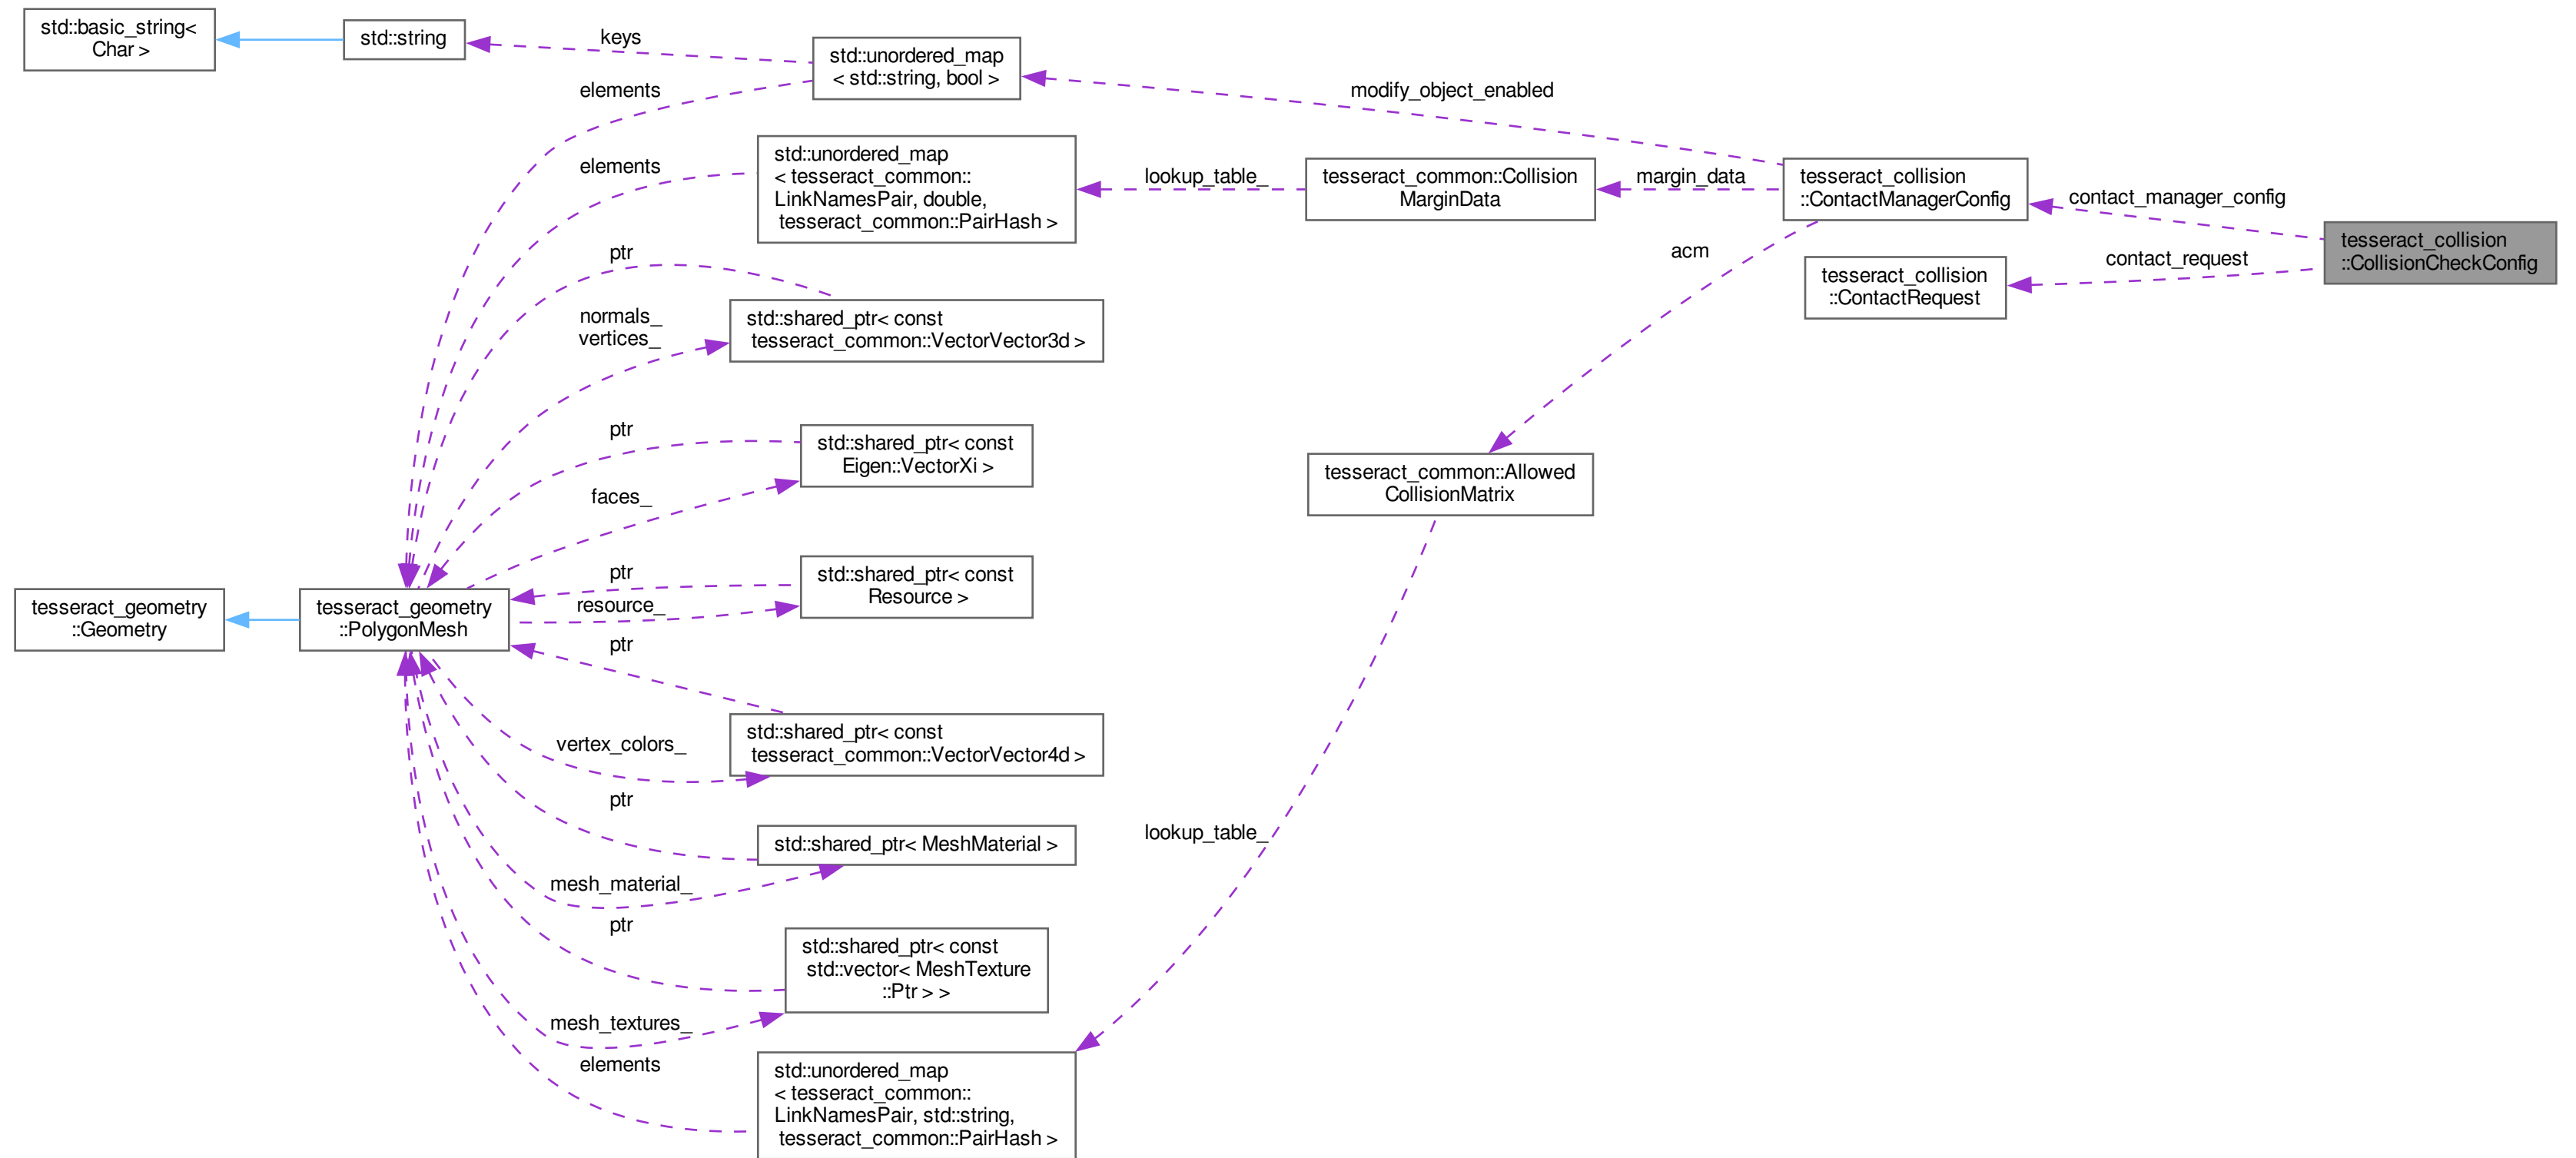 std::basic_string<
Char >
std::string
keys
std::unordered_map
< std::string, bool >
elements
modify_object_enabled
std::unordered_map
< tesseract_common::
LinkNamesPair, double,
tesseract_common::PairHash >
elements
lookup_table_
tesseract_common::Collision
MarginData
margin_data
tesseract_collision
::ContactManagerConfig
contact_manager_config
tesseract_collision
::CollisionCheckConfig
contact_request
tesseract_collision
::ContactRequest
acm
ptr
normals_
vertices_
std::shared_ptr< const
tesseract_common::VectorVector3d >
ptr
std::shared_ptr< const
Eigen::VectorXi >
faces_
tesseract_common::Allowed
CollisionMatrix
ptr
std::shared_ptr< const
Resource >
resource_
tesseract_geometry
::Geometry
tesseract_geometry
::PolygonMesh
ptr
std::shared_ptr< const
tesseract_common::VectorVector4d >
vertex_colors_
ptr
std::shared_ptr< MeshMaterial >
lookup_table_
mesh_material_
ptr
std::shared_ptr< const
std::vector< MeshTexture
::Ptr > >
mesh_textures_
elements
std::unordered_map
< tesseract_common::
LinkNamesPair, std::string,
tesseract_common::PairHash >